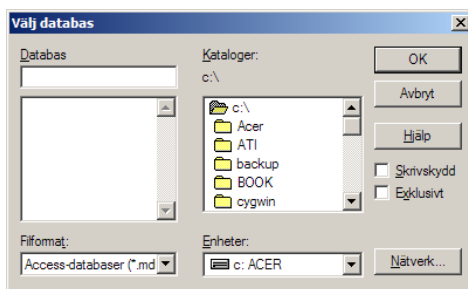 Välj databas
Databas
Kataloger:
c:\
c:\
Acer
ATI
backup
BOOK
cygwin
OK
Avbryt
Hjälp
Skrivskydd
Exklusivt
Filformat:
Access-databaser (*.md
Enheter:
c: ACER
Nätverk...